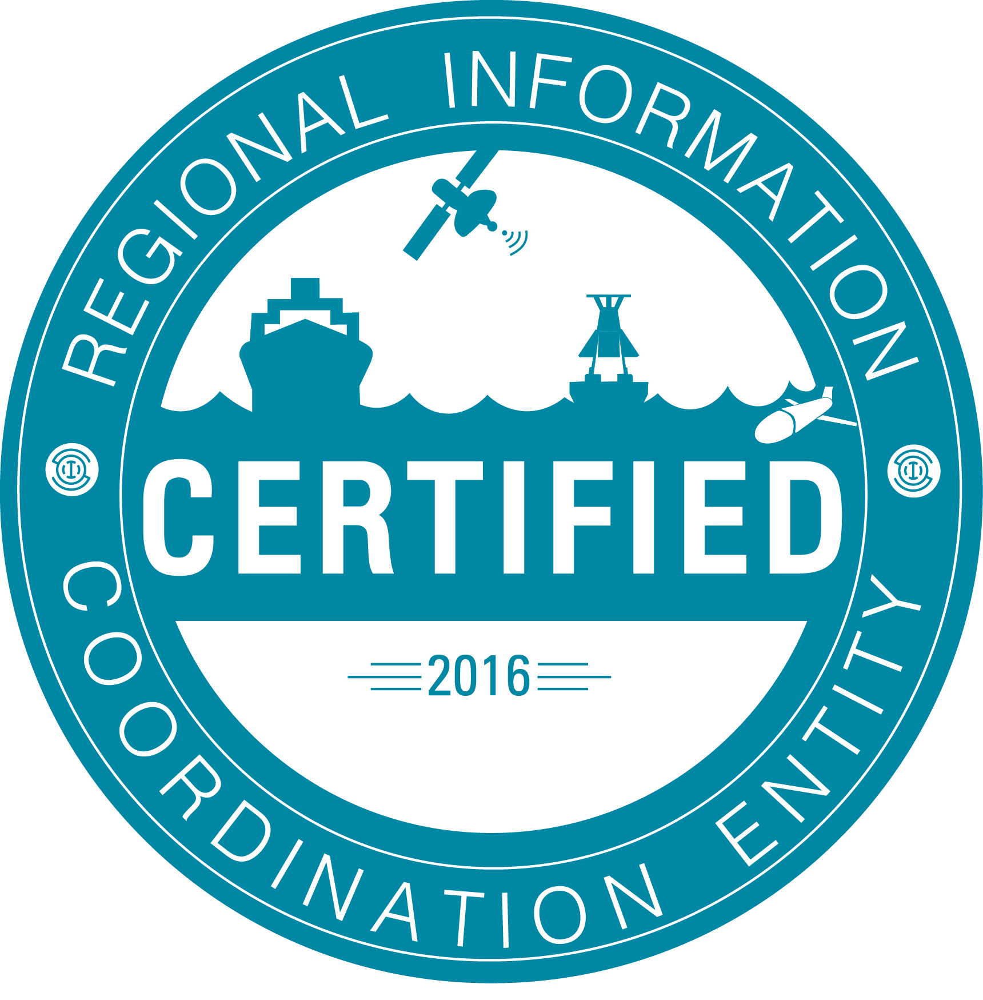 REGIONAL INFORMATION
CERTIFIED
2016
COORDINATION ENTITY